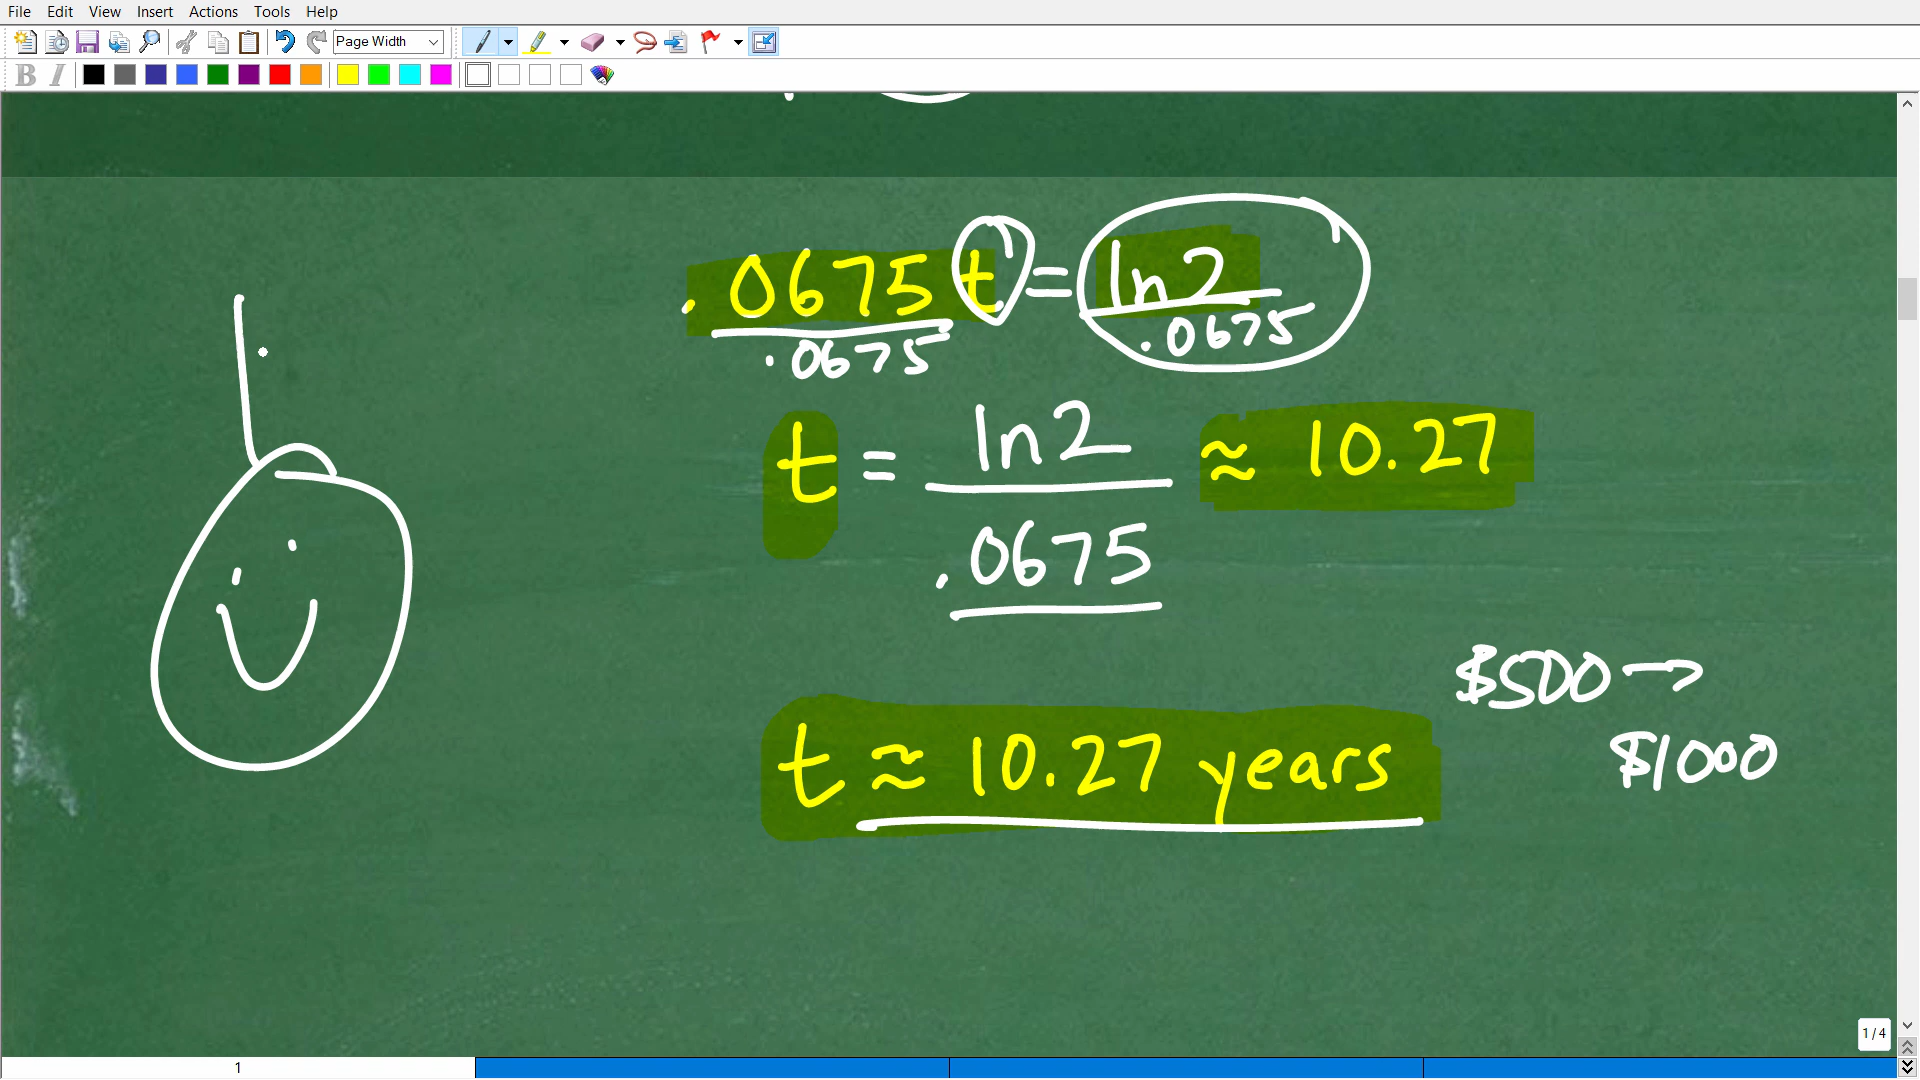 File Edit View Insert Actions Tools Help
Page Width
B I
.0675t = ln2
.0675 .0675
t = ln2 ≈ 10.27
.0675
$500 →
$1000
t ≈ 10.27 years
1 / 4
1